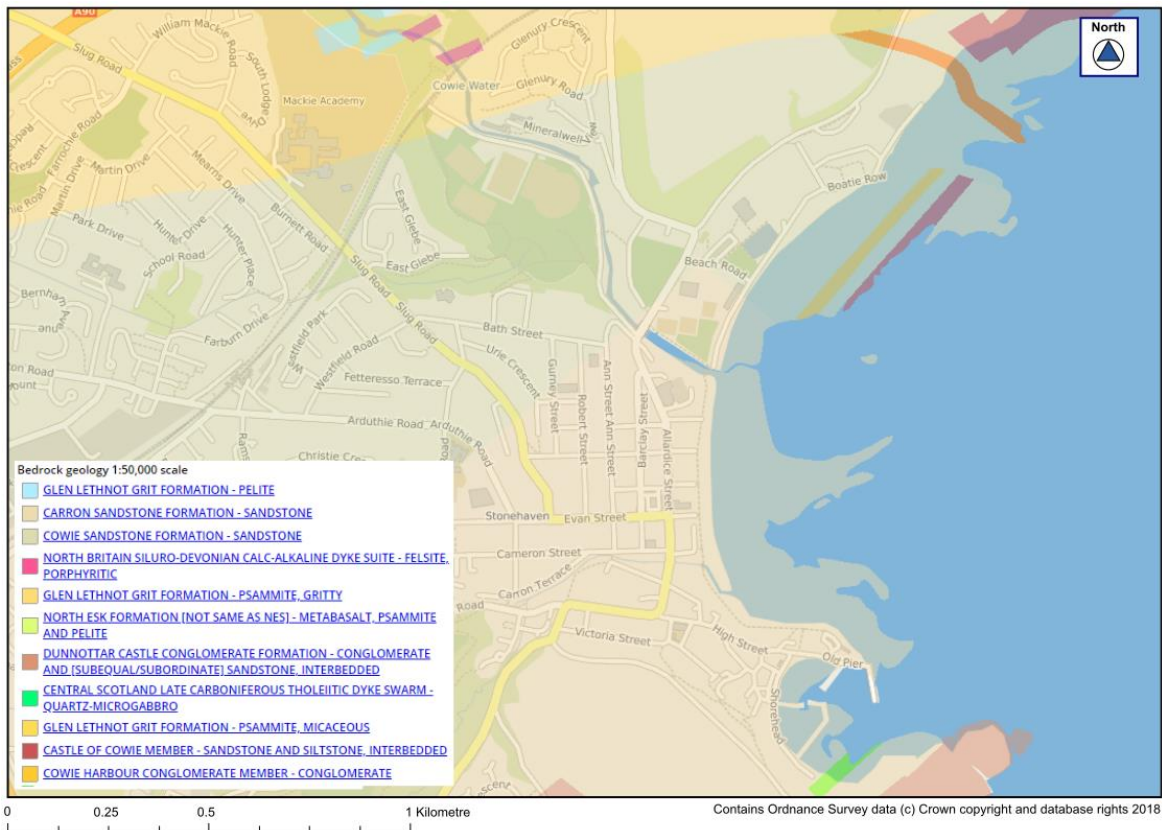 A90
William Mackie Road
Slug Road
South Lodge
Glenury Crescent
North
Cowie Water
Glenury Road
Mackie Academy
Mineralwell
Farrochie Road
Martin Drive
Martin Drive
Mearns Drive
Burnett Road
Boatie Row
East Glebe
Park Drive
Hunter Place
School Road
East Glebe
Slug Road
Beach Road
Slug Road
Farburn Drive
Westfield Park
Westfield Road
Bath Street
Urie Crescent
Fetteresso Terrace
Gurney Street
Robert Street
Ann Street
Ann Street
Barclay Street
Allardice Street
Arduthie Road
Arduthie Road
Stonehaven
Evan Street
Cameron Street
Carron Terrace
Road
Victoria Street
High Street
Old Pier
Shorehead
Bedrock geology 1:50,000 scale
GLEN LETHNOT GRIT FORMATION - PELITE
CARRON SANDSTONE FORMATION - SANDSTONE
COWIE SANDSTONE FORMATION - SANDSTONE
NORTH BRITAIN SILURO-DEVONIAN CALC-ALKALINE DYKE SUITE - FELSITE,
PORPHYRITIC
GLEN LETHNOT GRIT FORMATION - PSAMMITE, GRITTY
NORTH ESK FORMATION [NOT SAME AS NES] - METABASALT, PSAMMITE
AND PELITE
DUNNOTTAR CASTLE CONGLOMERATE FORMATION - CONGLOMERATE
AND [SUBEQUAL/SUBORDINATE] SANDSTONE, INTERBEDDED
CENTRAL SCOTLAND LATE CARBONIFEROUS THOLEIITIC DYKE SWARM -
QUARTZ-MICROGABBRO
GLEN LETHNOT GRIT FORMATION - PSAMMITE, MICACEOUS
CASTLE OF COWIE MEMBER - SANDSTONE AND SILTSTONE, INTERBEDDED
COWIE HARBOUR CONGLOMERATE MEMBER - CONGLOMERATE
0 0.25 0.5 1 Kilometre
Contains Ordnance Survey data (c) Crown copyright and database rights 2018